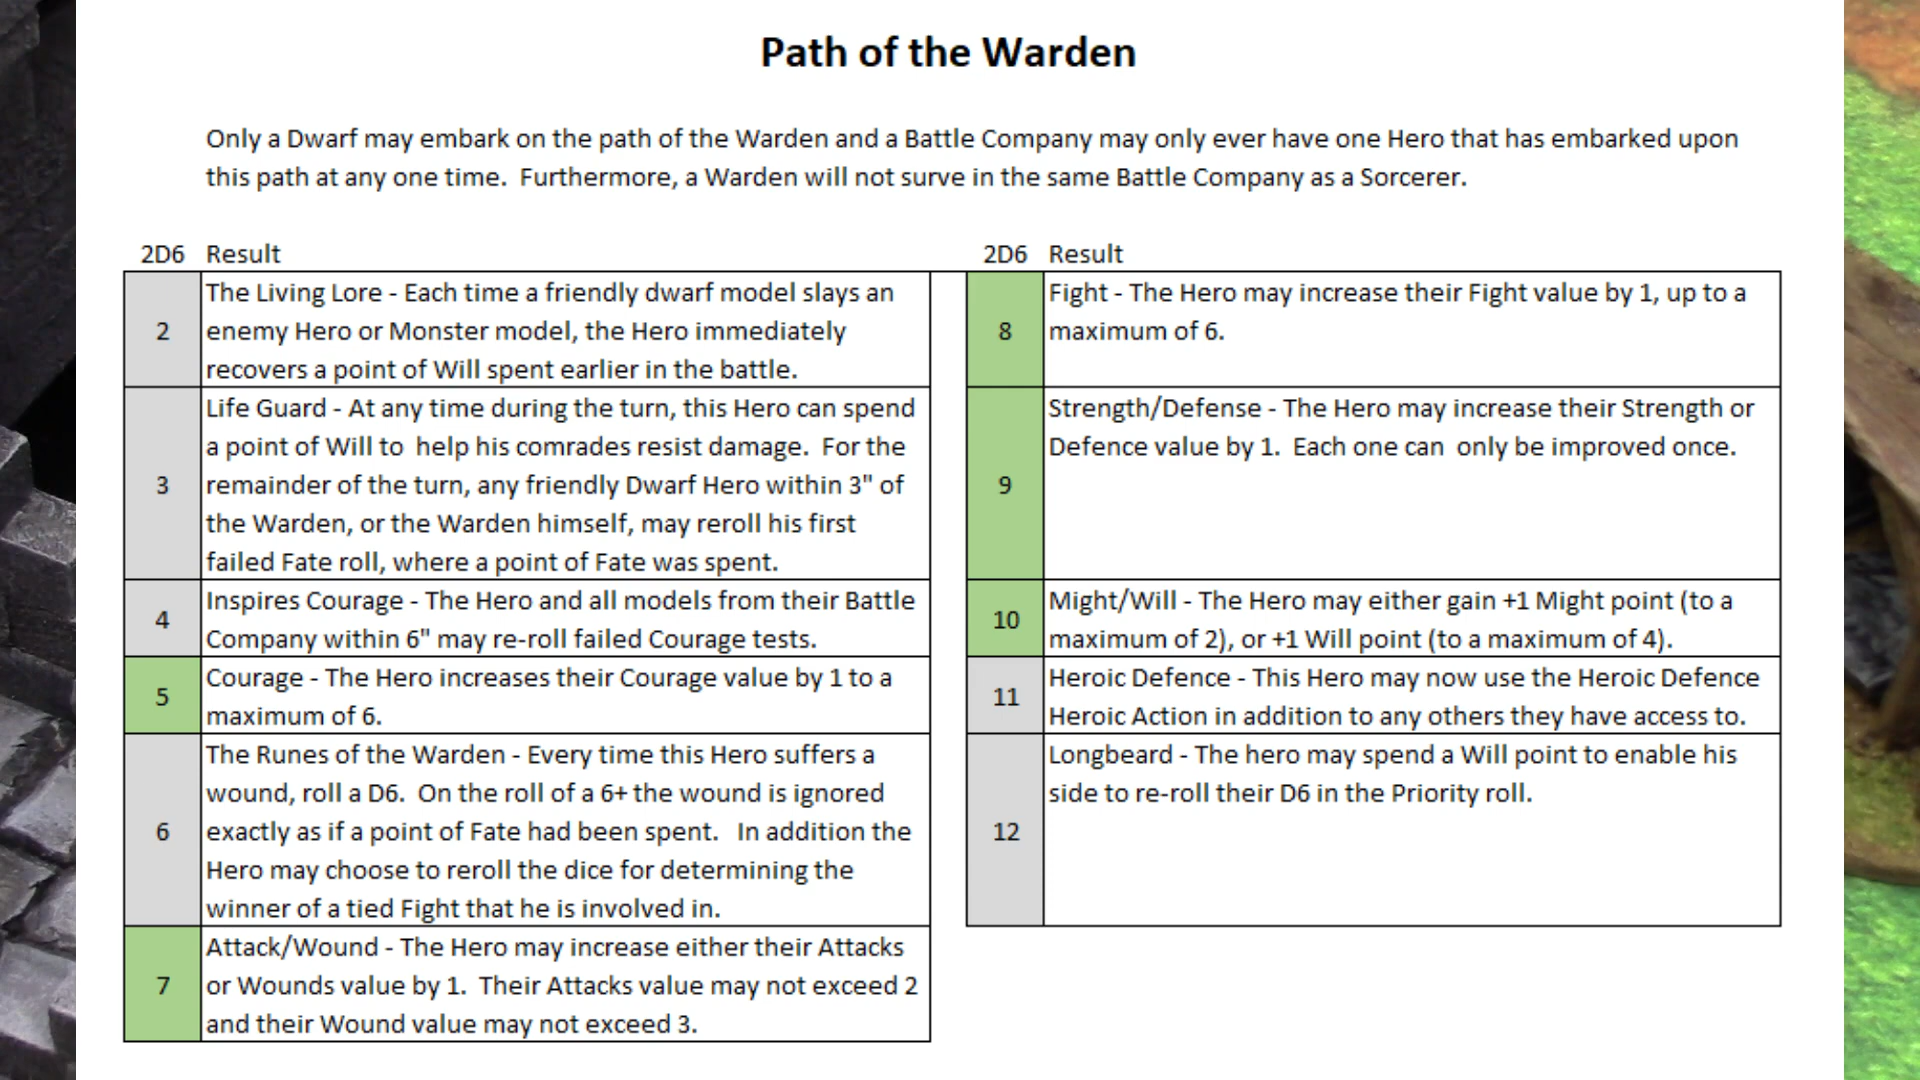 Path of the Warden
Only a Dwarf may embark on the path of the Warden and a Battle Company may only ever have one Hero that has embarked upon
this path at any one time.  Furthermore, a Warden will not surve in the same Battle Company as a Sorcerer.
2D6 Result
2
The Living Lore - Each time a friendly dwarf model slays an
enemy Hero or Monster model, the Hero immediately
recovers a point of Will spent earlier in the battle.
3
Life Guard - At any time during the turn, this Hero can spend
a point of Will to  help his comrades resist damage.  For the
remainder of the turn, any friendly Dwarf Hero within 3" of
the Warden, or the Warden himself, may reroll his first
failed Fate roll, where a point of Fate was spent.
4
Inspires Courage - The Hero and all models from their Battle
Company within 6" may re-roll failed Courage tests.
5
Courage - The Hero increases their Courage value by 1 to a
maximum of 6.
6
The Runes of the Warden - Every time this Hero suffers a
wound, roll a D6.  On the roll of a 6+ the wound is ignored
exactly as if a point of Fate had been spent.   In addition the
Hero may choose to reroll the dice for determining the
winner of a tied Fight that he is involved in.
7
Attack/Wound - The Hero may increase either their Attacks
or Wounds value by 1.  Their Attacks value may not exceed 2
and their Wound value may not exceed 3.
2D6 Result
8
Fight - The Hero may increase their Fight value by 1, up to a
maximum of 6.
9
Strength/Defense - The Hero may increase their Strength or
Defence value by 1.  Each one can  only be improved once.
10
Might/Will - The Hero may either gain +1 Might point (to a
maximum of 2), or +1 Will point (to a maximum of 4).
11
Heroic Defence - This Hero may now use the Heroic Defence
Heroic Action in addition to any others they have access to.
12
Longbeard - The hero may spend a Will point to enable his
side to re-roll their D6 in the Priority roll.